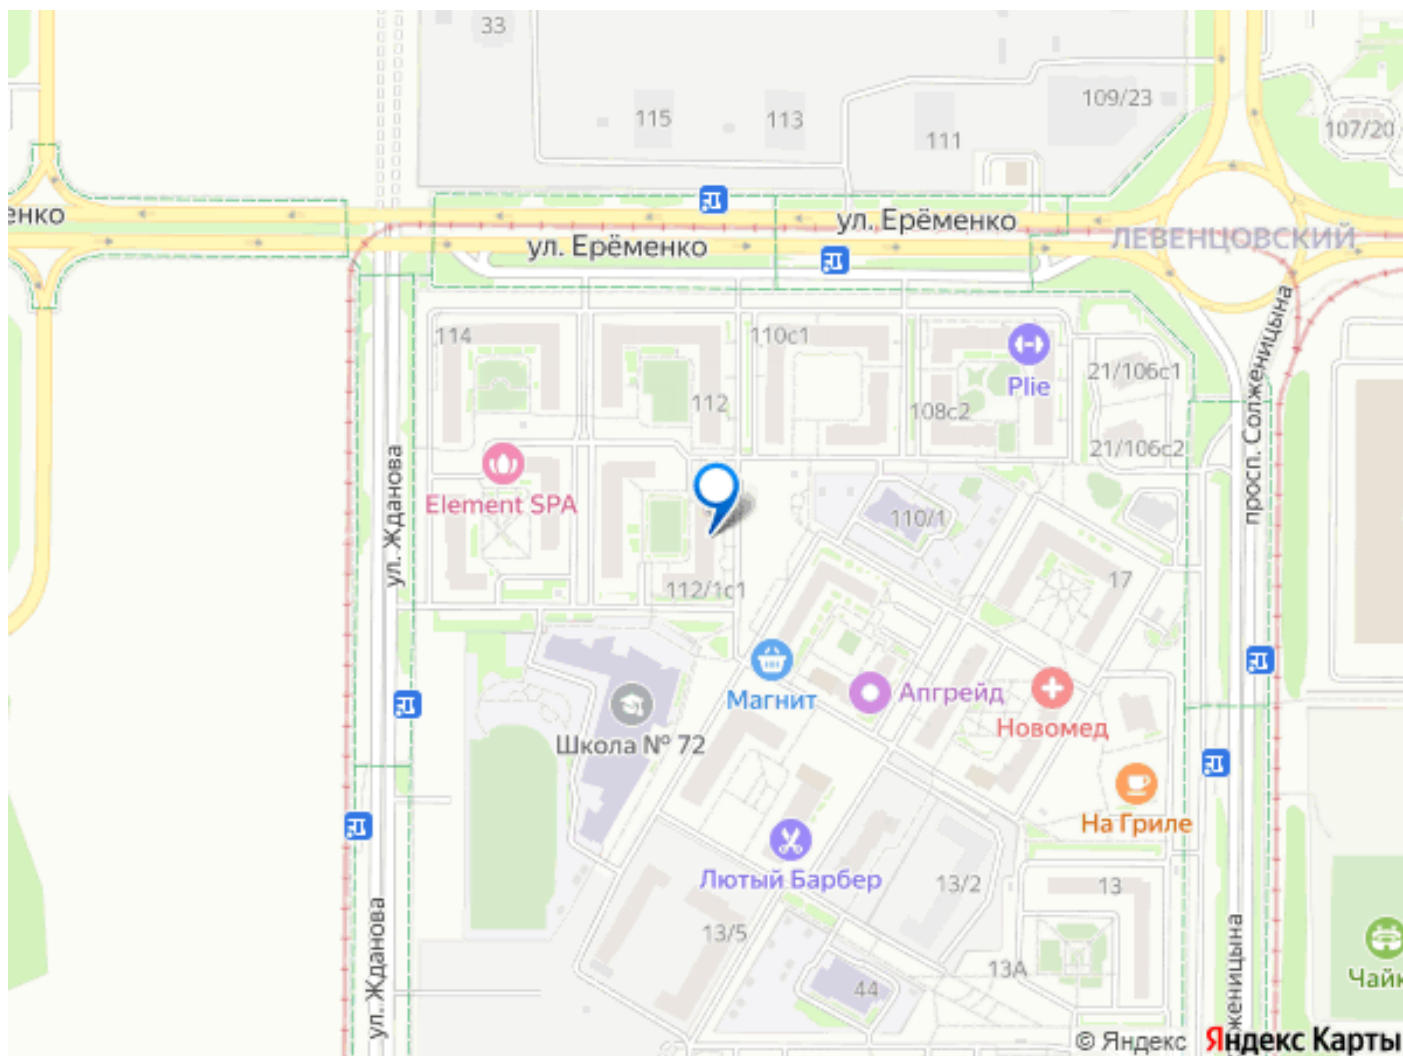 33
115
113
111
109/23
107/20
енко
ул. Ерёменко
ул. Ерёменко
ЛЕВЕНЦОВСКИЙ
114
112
110с1
108с2
Plie
21/106с1
21/106с2
просп. Солженицына
ул. Жданова
Element SPA
110/1
17
112/1с1
Магнит
Апгрейд
Новомед
Школа № 72
На Гриле
Лютый Барбер
13/2
13
13/5
13А
44
ул. Жданова
женицына
Чайк
© Яндекс
Яндекс Карты